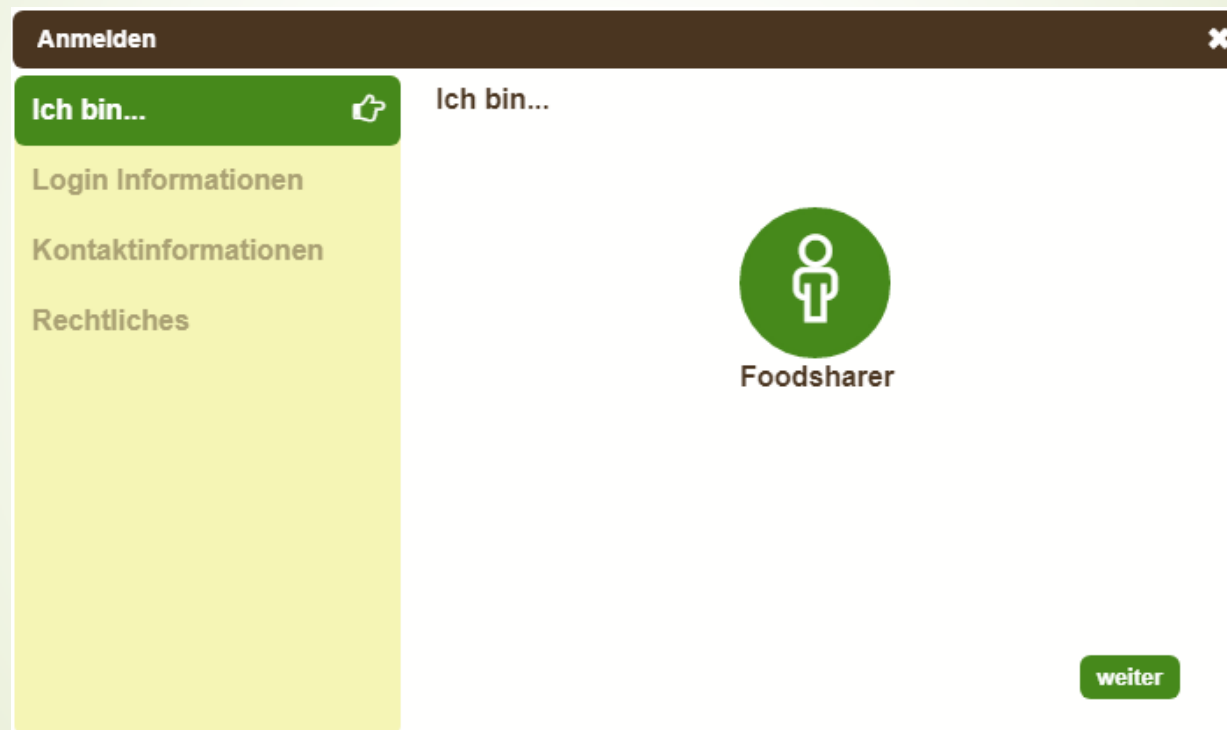 Anmelden
Ich bin...
Login Informationen
Kontaktinformationen
Rechtliches
Ich bin...
Foodsharer
weiter